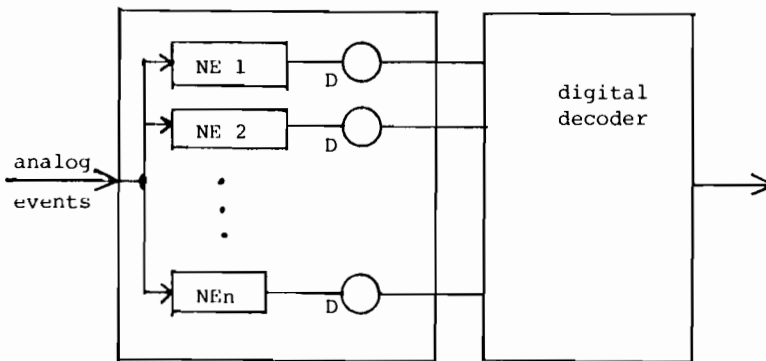 NE 1
D
NE 2
D
analog
events
NEn
D
digital
decoder